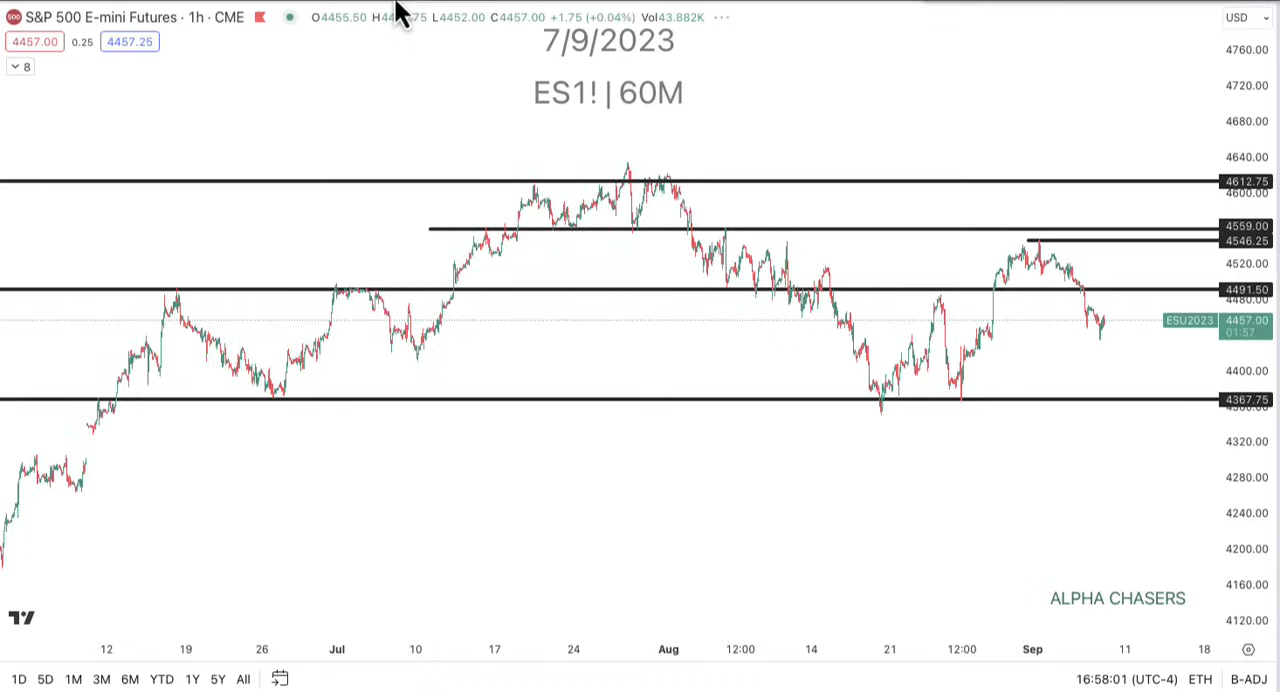 S&P 500 E-mini Futures · 1h · CME O4455.50 L4452.00 C4457.00 +1.75 (+0.04%) Vol43.882K ···
USD
4457.00 0.25 4457.25
8
7/9/2023
ES1! | 60M
4760.00
4720.00
4680.00
4640.00
4612.75
4600.00
4559.00
4546.25
4520.00
4491.50
4480.00
ESU2023 4457.00
01:57
4400.00
4367.75
4320.00
4280.00
4240.00
4200.00
4160.00
ALPHA CHASERS
4120.00
12 19 26 Jul 10 17 24 Aug 12:00 14 21 12:00 Sep 11 18
1D 5D 1M 3M 6M YTD 1Y 5Y All 16:58:01 (UTC-4) ETH B-ADJ